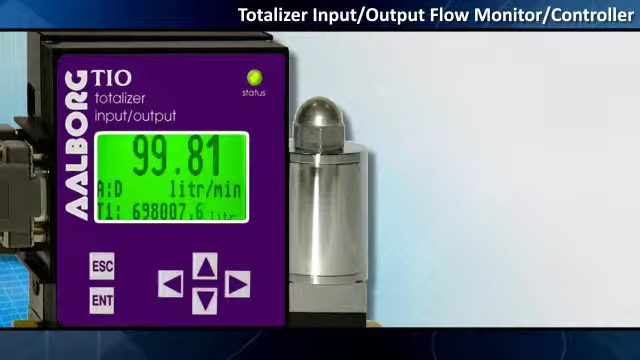 Totalizer Input/Output Flow Monitor/Controller
AALBORG
TIO
totalizer
input/output
status
99.81
A:D litr/min
T1: 698007.6 litr
ESC
ENT